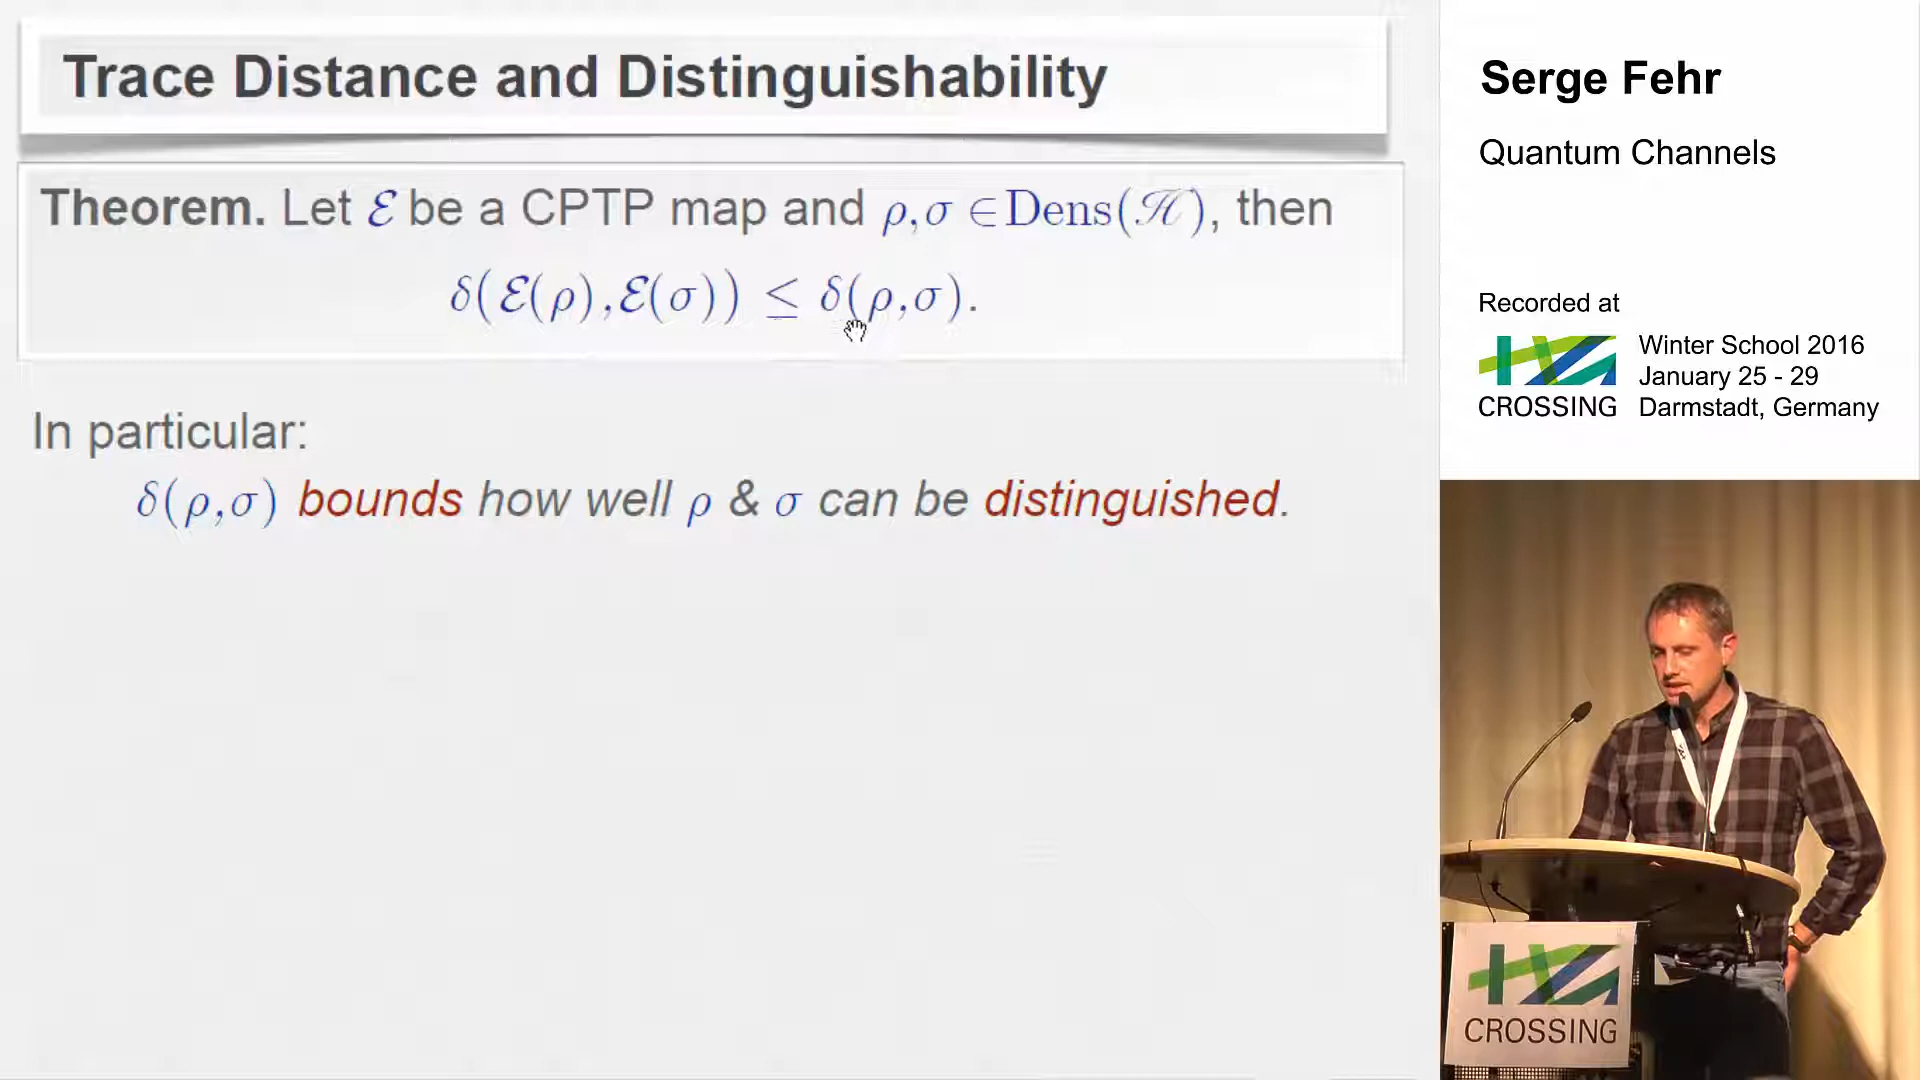 Trace Distance and Distinguishability
Theorem. Let ℰ be a CPTP map and ρ,σ ∈ Dens(ℋ), then
δ(ℰ(ρ),ℰ(σ)) ≤ δ(ρ,σ).
In particular:
δ(ρ,σ) bounds how well ρ & σ can be distinguished.
Serge Fehr
Quantum Channels
Recorded at
CROSSING
Winter School 2016
January 25 - 29
Darmstadt, Germany
CROSSING